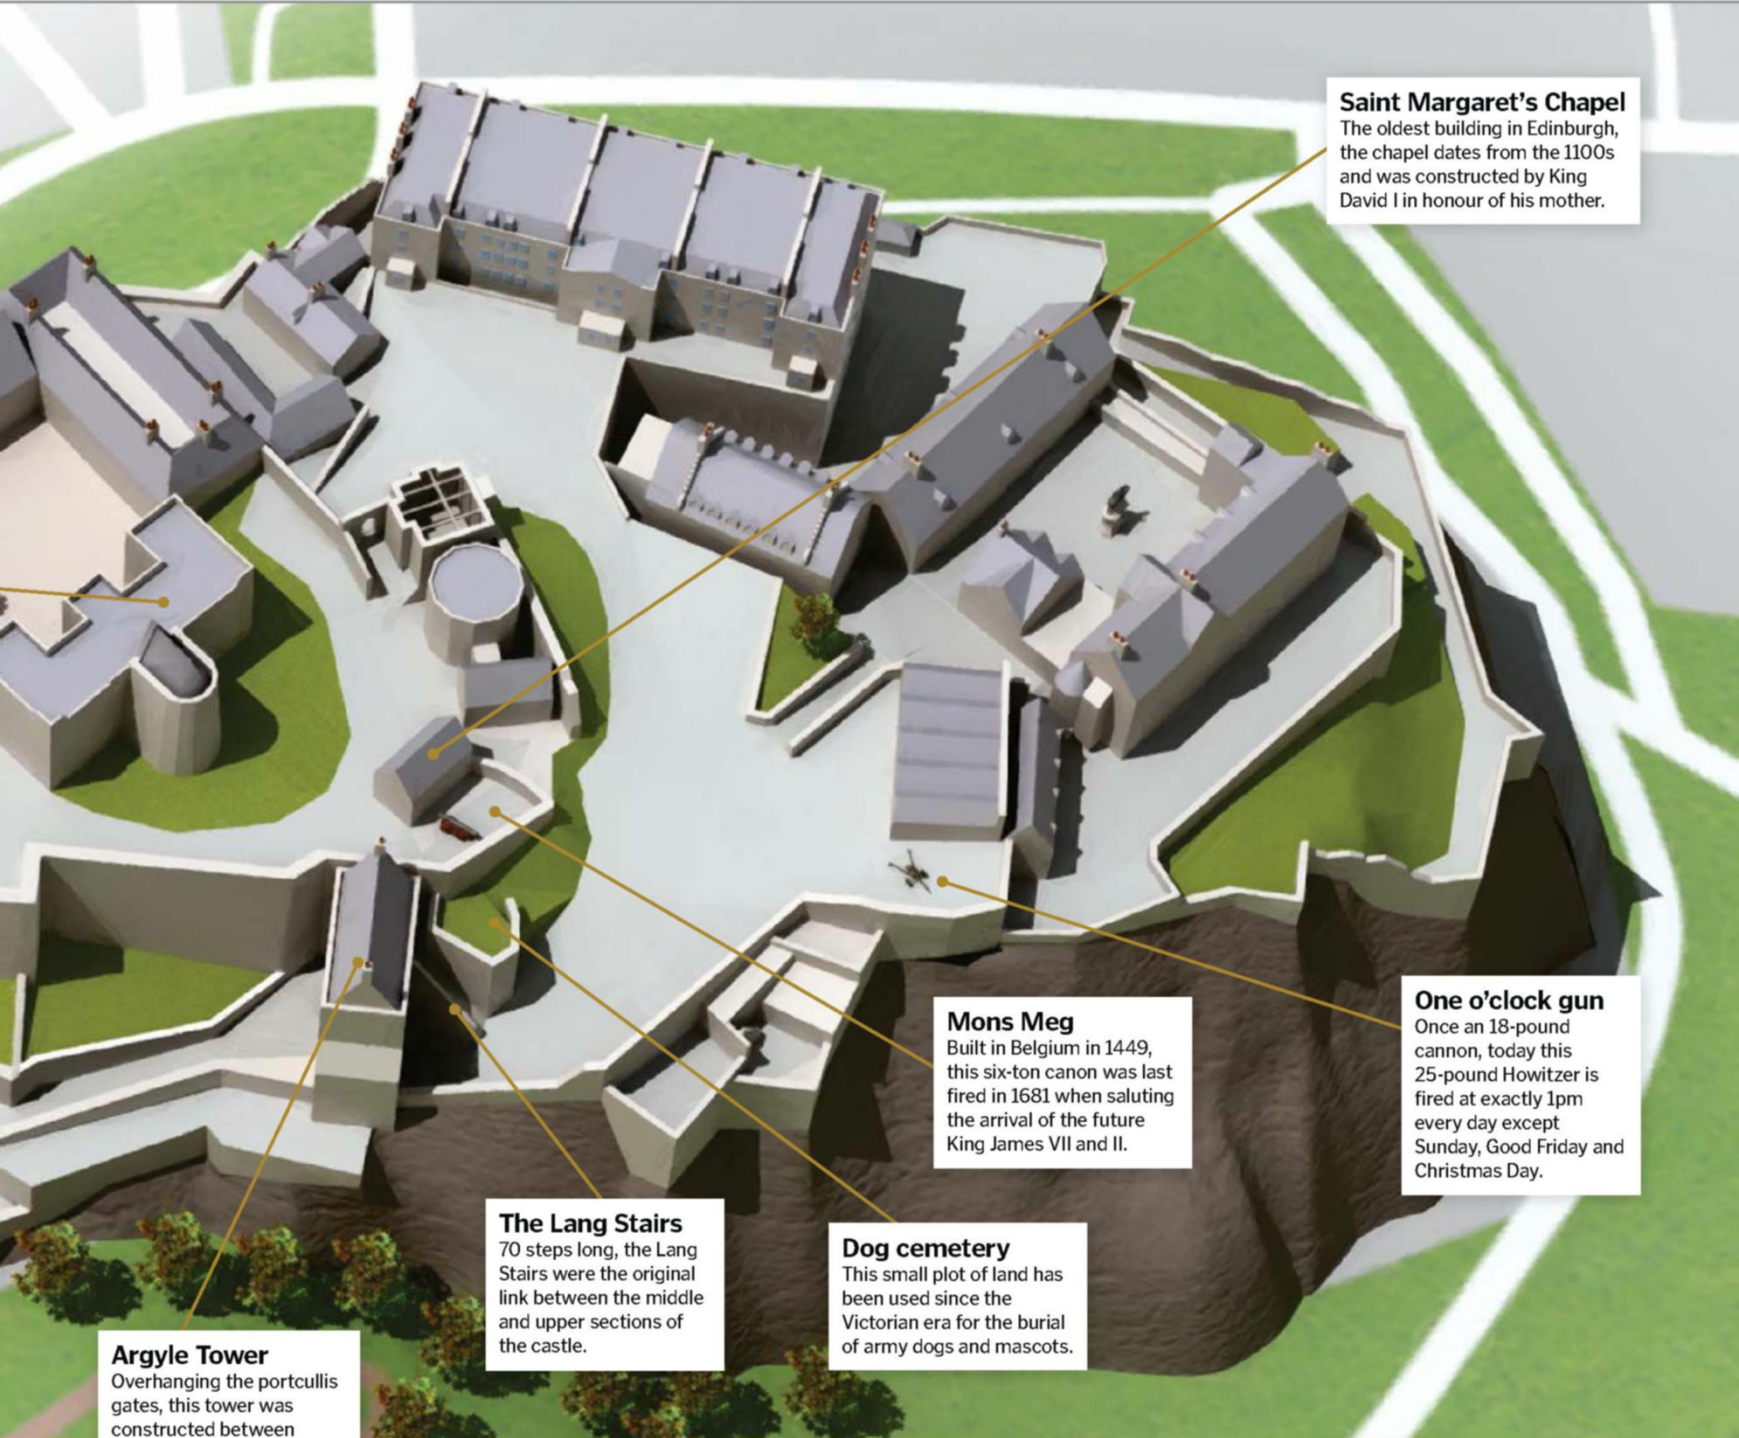 Saint Margaret's Chapel
The oldest building in Edinburgh,
the chapel dates from the 1100s
and was constructed by King
David I in honour of his mother.
One o'clock gun
Once an 18-pound
cannon, today this
25-pound Howitzer is
fired at exactly 1pm
every day except
Sunday, Good Friday and
Christmas Day.
Mons Meg
Built in Belgium in 1449,
this six-ton canon was last
fired in 1681 when saluting
the arrival of the future
King James VII and II.
The Lang Stairs
70 steps long, the Lang
Stairs were the original
link between the middle
and upper sections of
the castle.
Dog cemetery
This small plot of land has
been used since the
Victorian era for the burial
of army dogs and mascots.
Argyle Tower
Overhanging the portcullis
gates, this tower was
constructed between